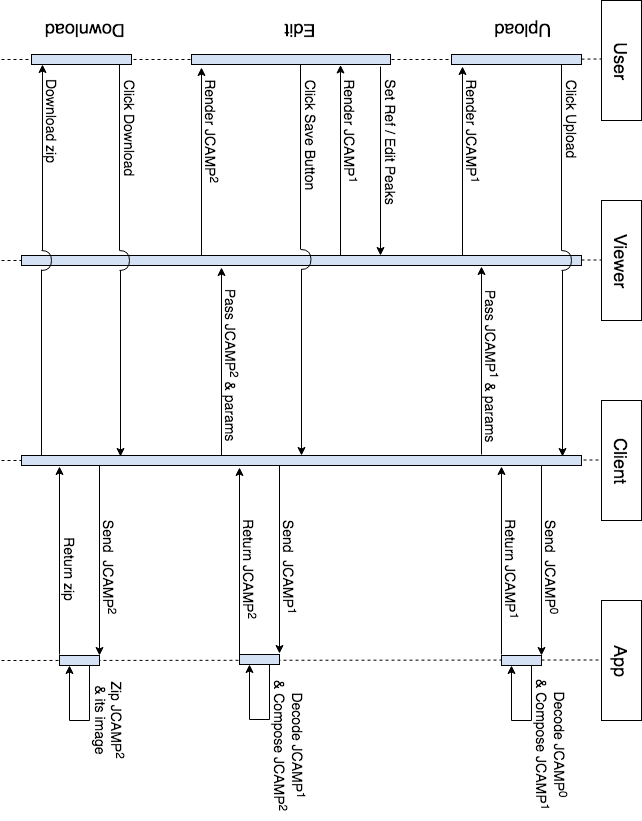 User
Viewer
Client
App
Upload
Click Upload
Send JCAMP⁰
Decode JCAMP⁰
& Compose JCAMP¹
Return JCAMP¹
Pass JCAMP¹ & params
Render JCAMP¹
Edit
Set Ref / Edit Peaks
Render JCAMP¹
Click Save Button
Send JCAMP¹
Decode JCAMP¹
& Compose JCAMP²
Return JCAMP²
Pass JCAMP² & params
Render JCAMP²
Download
Click Download
Send JCAMP²
Zip JCAMP²
& its image
Return zip
Download zip